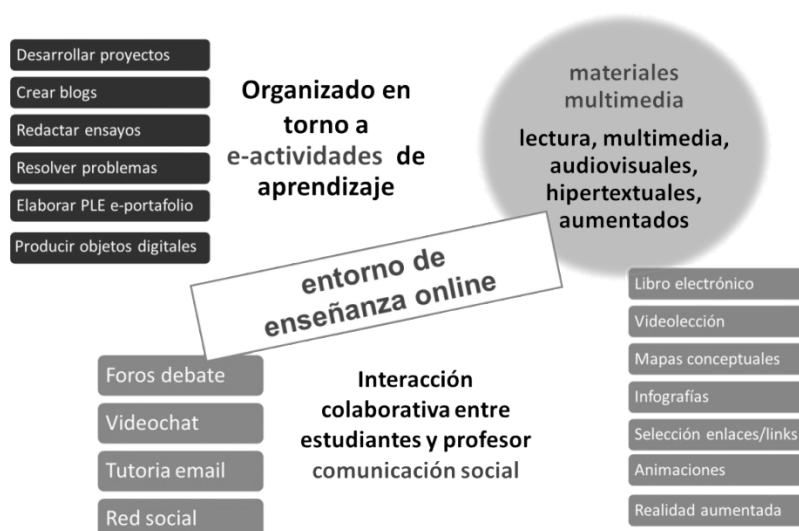 Desarrollar proyectos
Crear blogs
Redactar ensayos
Resolver problemas
Elaborar PLE e-portafolio
Producir objetos digitales
Organizado en
torno a
e-actividades de
aprendizaje
materiales
multimedia
lectura, multimedia,
audiovisuales,
hipertextuales,
aumentados
entorno de
enseñanza online
Foros debate
Videochat
Tutoria email
Red social
Interacción
colaborativa entre
estudiantes y profesor
comunicación social
Libro electrónico
Videolección
Mapas conceptuales
Infografías
Selección enlaces/links
Animaciones
Realidad aumentada